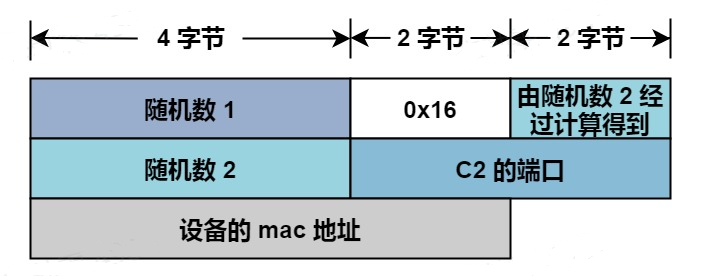 4 字节 2 字节 2 字节
随机数 1 0x16 由随机数 2 经
过计算得到
随机数 2 C2 的端口
设备的 mac 地址